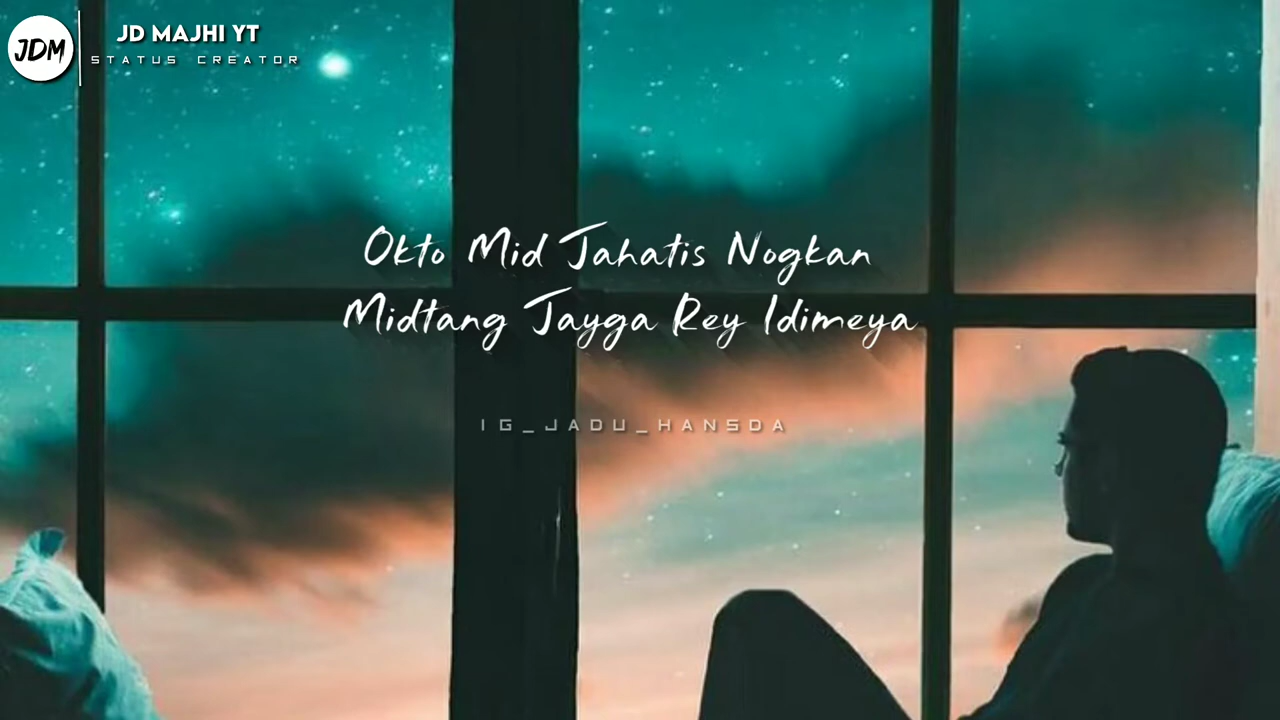 JDM
JD MAJHI YT
STATUS CREATOR
Okto Mid Jahatis Nogkan
Midtang Jayga Rey Idimeya
IG_JADU_HANSDA